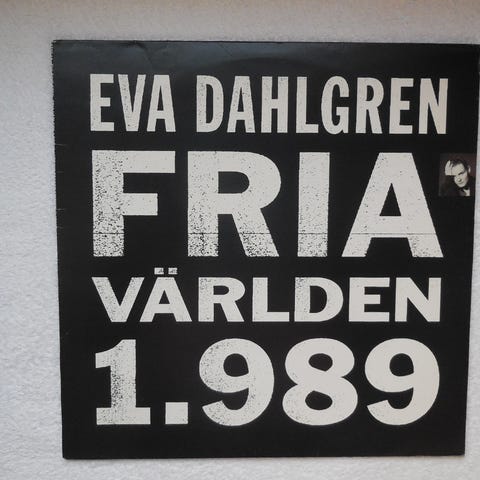 EVA DAHLGREN
FRIA
VÄRLDEN
1.989